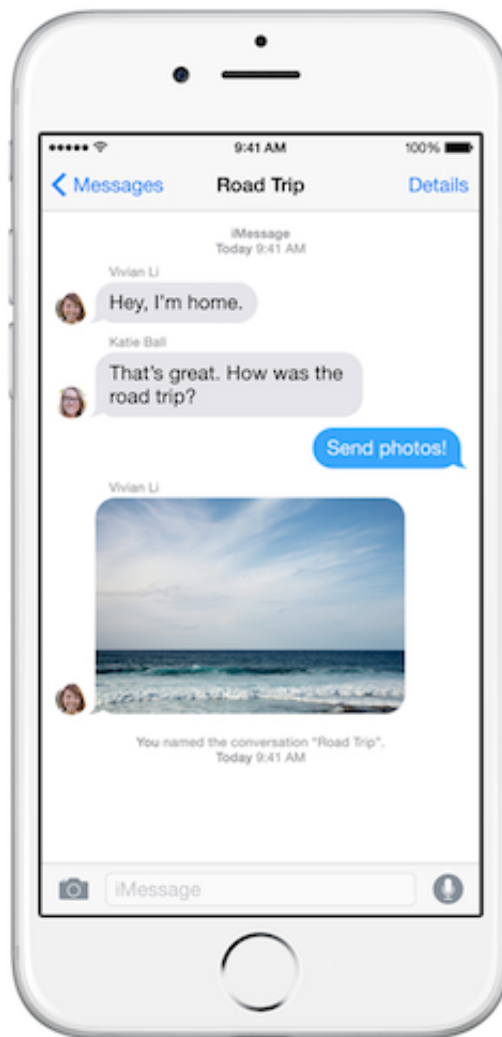 9:41 AM
100%
Messages
Road Trip
Details
iMessage
Today 9:41 AM
Vivian Li
Hey, I'm home.
Katie Ball
That's great. How was the
road trip?
Send photos!
Vivian Li
You named the conversation “Road Trip”.
Today 9:41 AM
iMessage